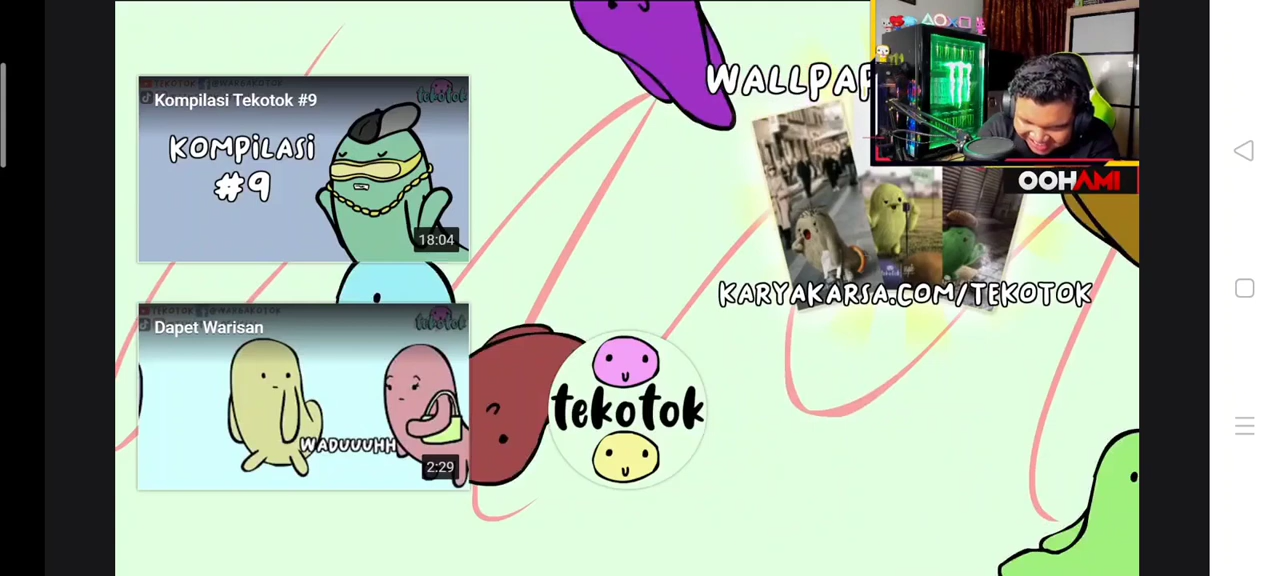 Kompilasi Tekotok #9
KOMPILASI
#9
18:04
Dapet Warisan
WADUUUHH
2:29
tekotok
WALLPAP
KARYAKARSA.COM/TEKOTOK
OOHAMI